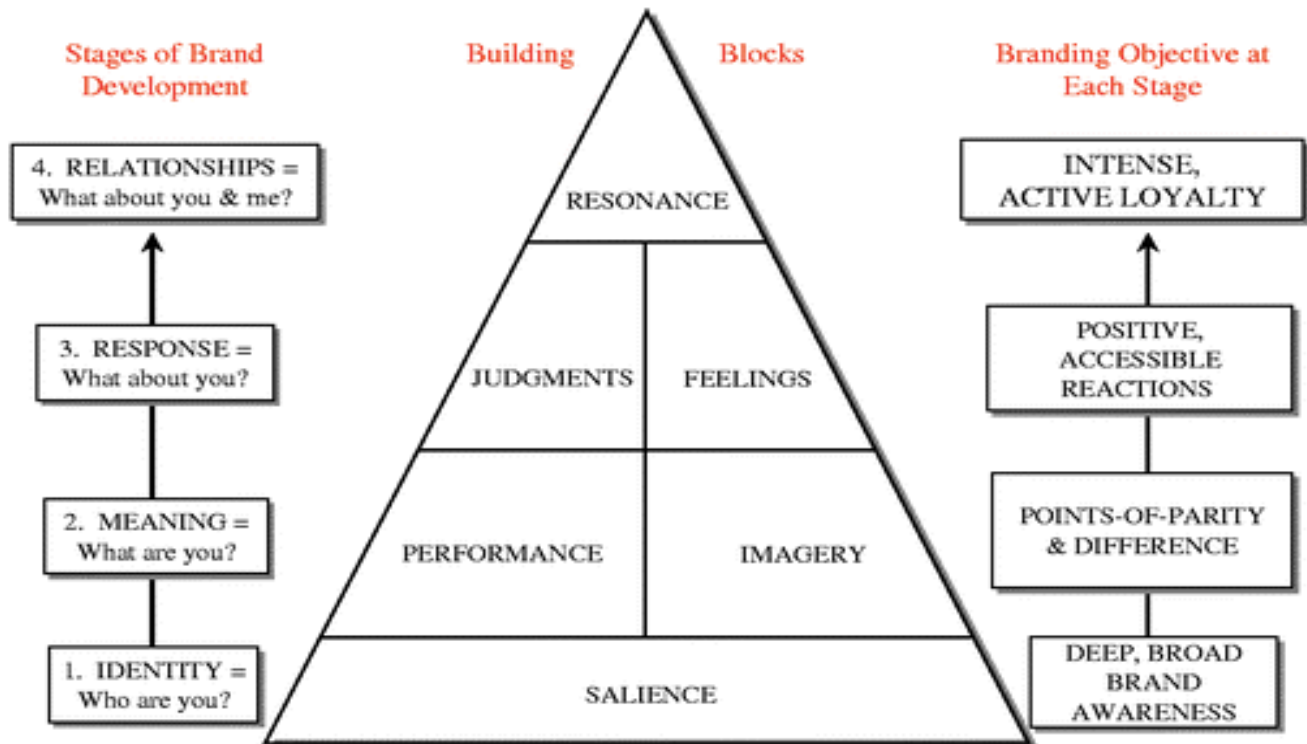 Stages of Brand
Development
Building
Blocks
Branding Objective at
Each Stage
4. RELATIONSHIPS =
What about you & me?
3. RESPONSE =
What about you?
2. MEANING =
What are you?
1. IDENTITY =
Who are you?
RESONANCE
JUDGMENTS
FEELINGS
PERFORMANCE
IMAGERY
SALIENCE
INTENSE,
ACTIVE LOYALTY
POSITIVE,
ACCESSIBLE
REACTIONS
POINTS-OF-PARITY
& DIFFERENCE
DEEP, BROAD
BRAND
AWARENESS